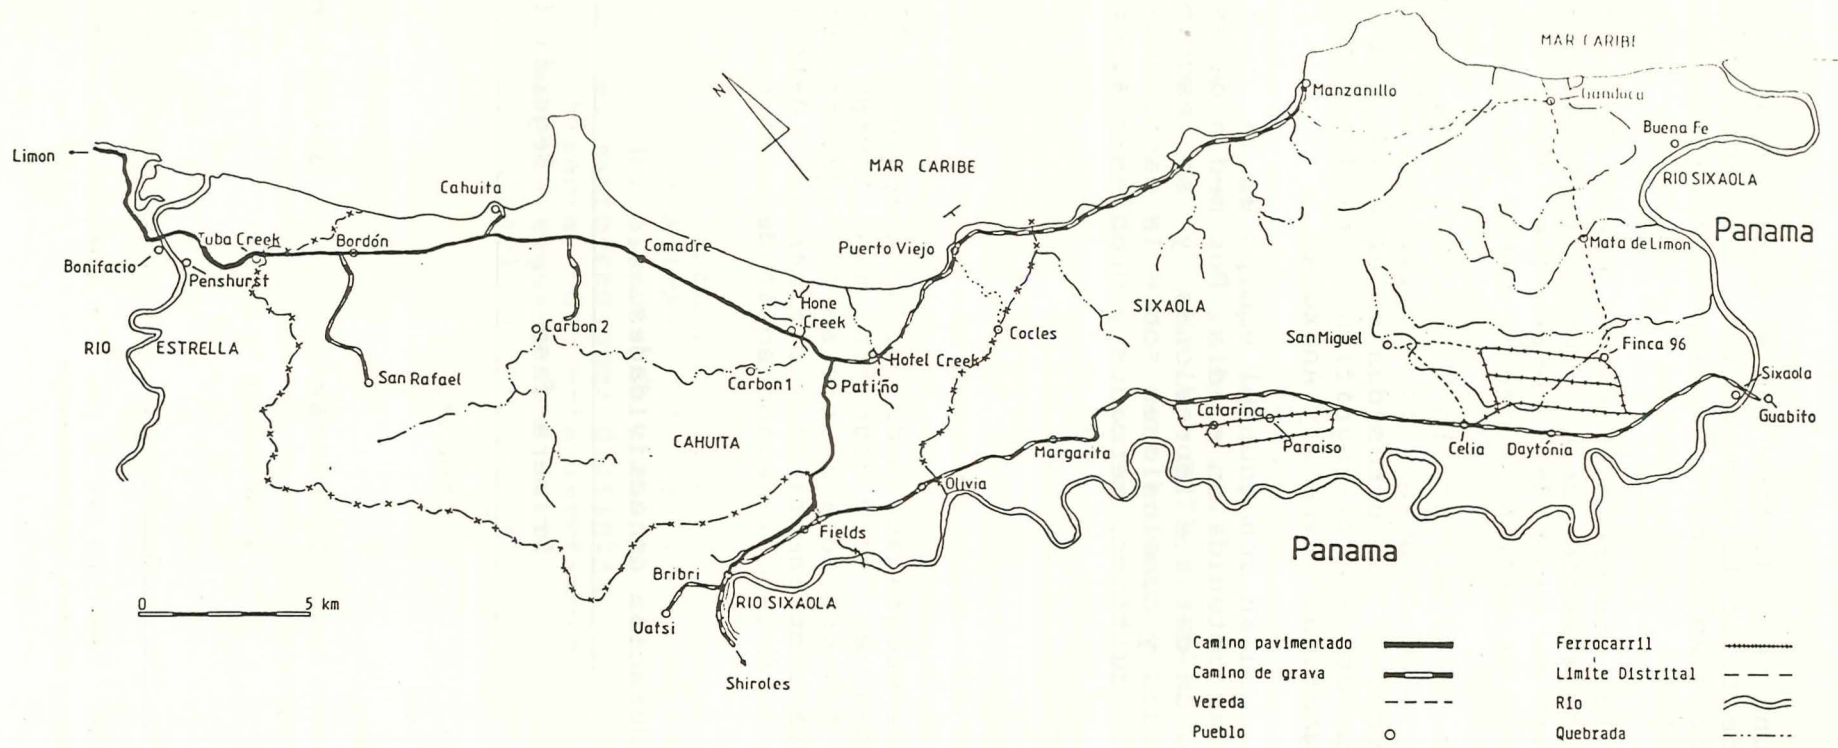 MAR CARIBE
Manzanillo
Gandoca
Buena Fe
Limon
MAR CARIBE
RIO SIXAOLA
Cahuita
N
Panama
Tuba Creek
Bordón
Comadre
Puerto Viejo
Mata de Limon
Bonifacio
Penshurst
Hone
Creek
SIXAOLA
RIO ESTRELLA
Carbon 2
Cocles
San Miguel
Finca 96
Hotel Creek
San Rafael
Carbon 1
Patiño
Sixaola
Guabito
CAHUITA
Catarina
Margarita
Paraiso
Celia
Daytónia
Olivia
Fields
Panama
Bribri
RIO SIXAOLA
0 5 km
Uatsi
Shiroles
Camino pavimentado
Camino de grava
Vereda
Pueblo
Ferrocarril
Limite Distrital
Río
Quebrada